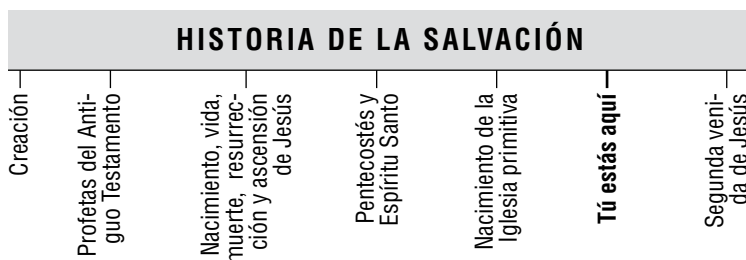 HISTORIA DE LA SALVACIÓN
Creación
Profetas del Anti-
guo Testamento
Nacimiento, vida,
muerte, resurrec-
ción y ascensión
de Jesús
Pentecostés y
Espíritu Santo
Nacimiento de la
Iglesia primitiva
Tú estás aquí
Segunda veni-
da de Jesús